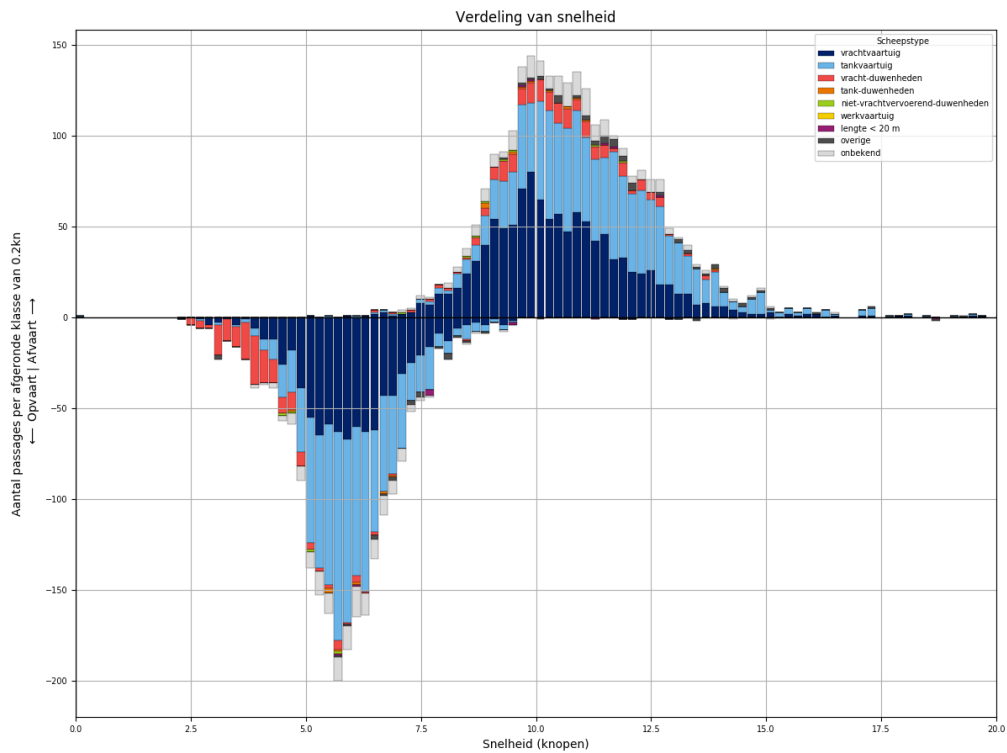 Verdeling van snelheid
Aantal passages per afgeronde klasse van 0.2kn
⟵ Opvaart | Afvaart ⟶
150
100
50
0
−50
−100
−150
−200
Scheepstype
vrachtvaartuig
tankvaartuig
vracht-duwenheden
tank-duwenheden
niet-vrachtvervoerend-duwenheden
werkvaartuig
lengte < 20 m
overige
onbekend
0.0 2.5 5.0 7.5 10.0 12.5 15.0 17.5 20.0
Snelheid (knopen)